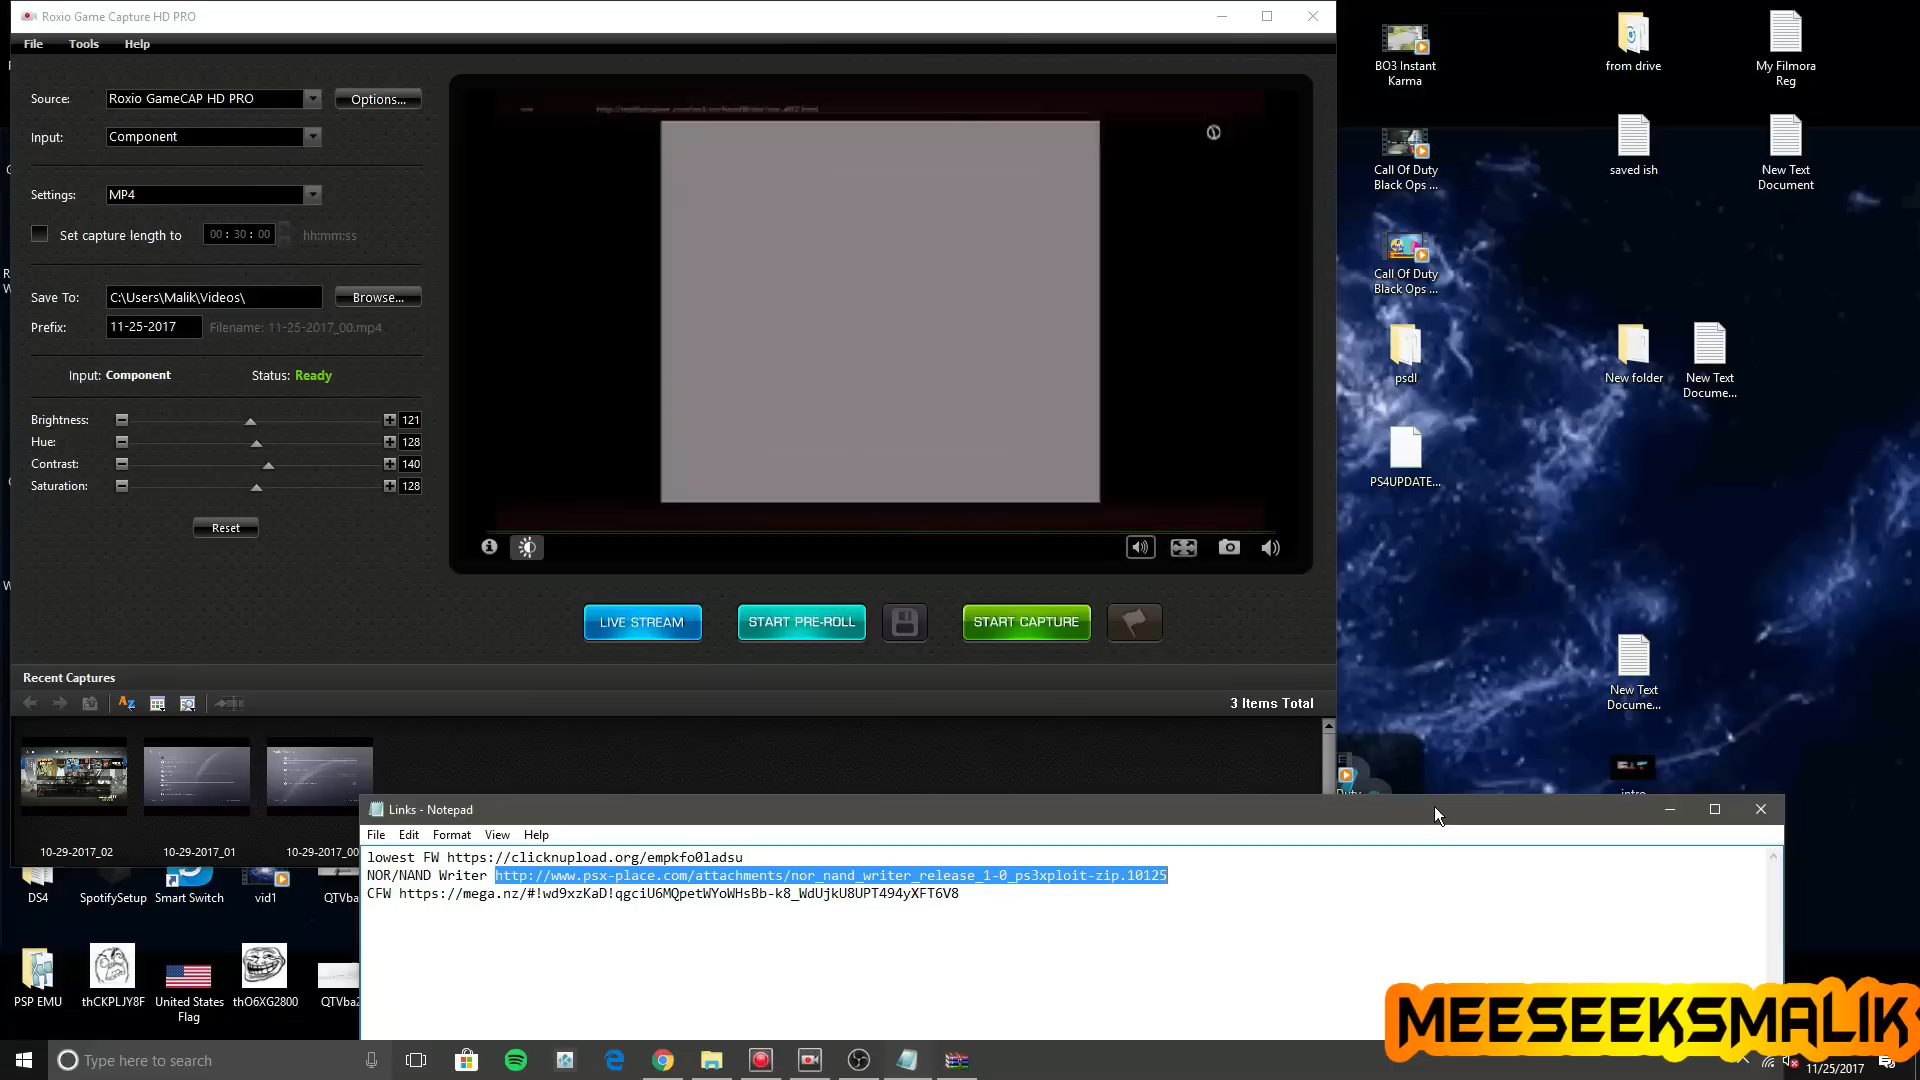 Roxio Game Capture HD PRO
File Tools Help
Source: Roxio GameCAP HD PRO Options...
Input: Component
Settings: MP4
Set capture length to 00 : 30 : 00 hh:mm:ss
Save To: C:\Users\Malik\Videos\ Browse...
Prefix: 11-25-2017 Filename: 11-25-2017_00.mp4
Input: Component Status: Ready
Brightness: 121
Hue: 128
Contrast: 140
Saturation: 128
Reset
LIVE STREAM START PRE-ROLL START CAPTURE
Recent Captures
3 Items Total
10-29-2017_02 10-29-2017_01 10-29-2017_00
BO3 Instant
Karma
from drive
My Filmora
Reg
Call Of Duty
Black Ops ...
saved ish
New Text
Document
Call Of Duty
Black Ops ...
psdl
New folder
New Text
Docume...
PS4UPDATE...
New Text
Docume...
intro
Duty
Links - Notepad
File Edit Format View Help
lowest FW https://clicknupload.org/empkfo0ladsu
NOR/NAND Writer http://www.psx-place.com/attachments/nor_nand_writer_release_1-0_ps3xploit-zip.10125
CFW https://mega.nz/#!wd9xzKaD!qgciU6MQpetWYoWHsBb-k8_WdUjkU8UPT494yXFT6V8
DS4 SpotifySetup Smart Switch vid1 QTVba
PSP EMU thCKPLJY8F United States
Flag
thO6XG2800 QTVba2
MEESEEKSMALIK
Type here to search
11/25/2017